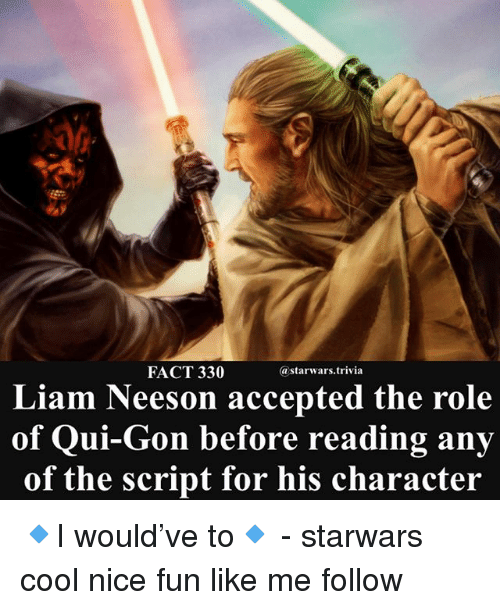 FACT 330 @starwars.trivia
Liam Neeson accepted the role
of Qui-Gon before reading any
of the script for his character
🔹I would’ve to🔹 - starwars
cool nice fun like me follow